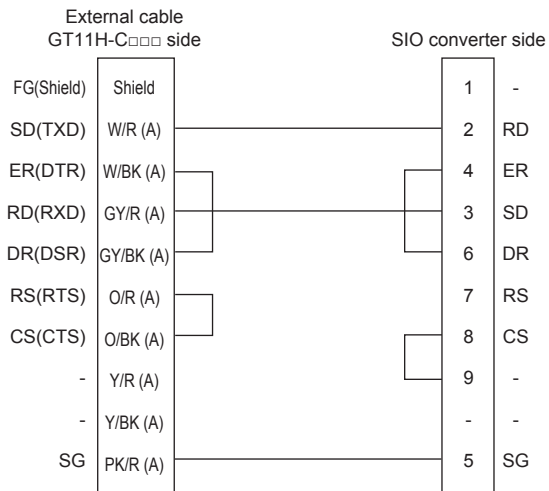 External cable
GT11H-C□□□ side
SIO converter side
FG(Shield) Shield 1 -
SD(TXD) W/R (A) 2 RD
ER(DTR) W/BK (A) 4 ER
RD(RXD) GY/R (A) 3 SD
DR(DSR) GY/BK (A) 6 DR
RS(RTS) O/R (A) 7 RS
CS(CTS) O/BK (A) 8 CS
- Y/R (A) 9 -
- Y/BK (A) - -
SG PK/R (A) 5 SG